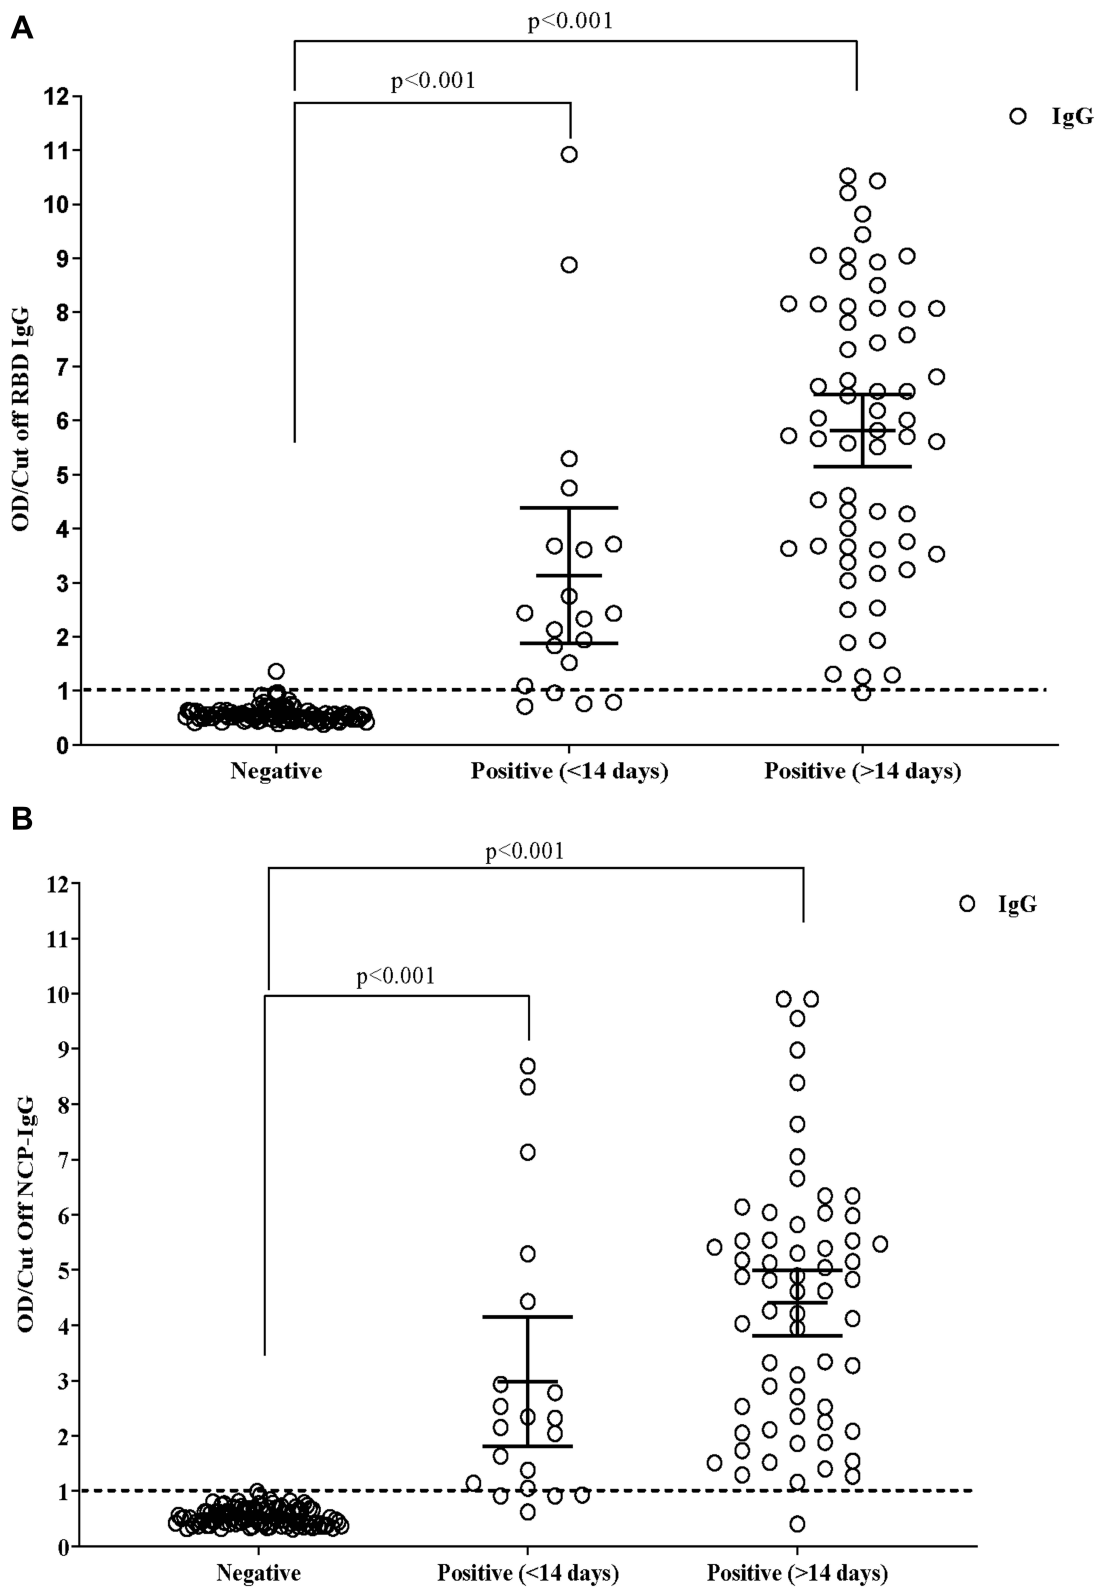 A
p<0.001
p<0.001
12
IgG
11
10
9
8
7
6
5
4
3
2
1
0
OD/Cut off RBD IgG
Negative
Positive (<14 days)
Positive (>14 days)
B
p<0.001
12
IgG
11
p<0.001
10
9
8
7
6
5
4
3
2
1
0
OD/Cut Off NCP-IgG
Negative
Positive (<14 days)
Positive (>14 days)